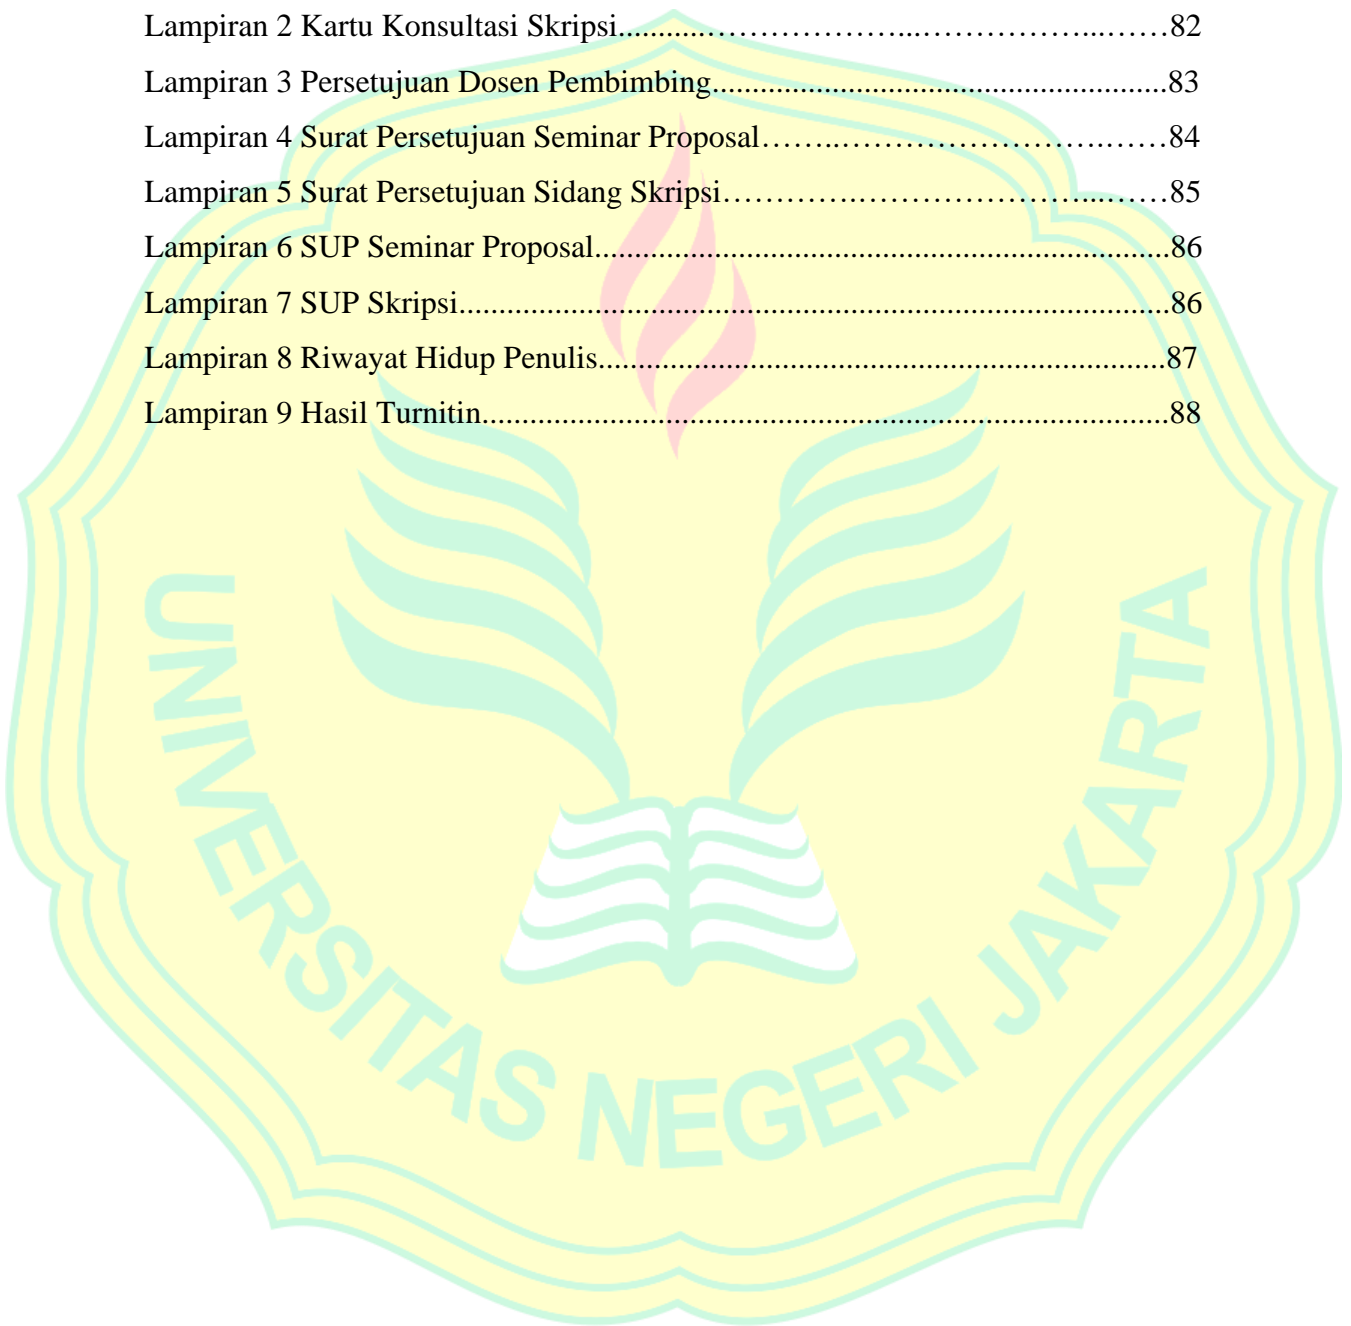 Lampiran 2 Kartu Konsultasi Skripsi..........…………………...……………...……82
Lampiran 3 Persetujuan Dosen Pembimbing.........................................................83
Lampiran 4 Surat Persetujuan Seminar Proposal……..…………………….……84
Lampiran 5 Surat Persetujuan Sidang Skripsi………….…………………...……85
Lampiran 6 SUP Seminar Proposal........................................................................86
Lampiran 7 SUP Skripsi.........................................................................................86
Lampiran 8 Riwayat Hidup Penulis.......................................................................87
Lampiran 9 Hasil Turnitin......................................................................................88
UNIVERSITAS NEGERI JAKARTA